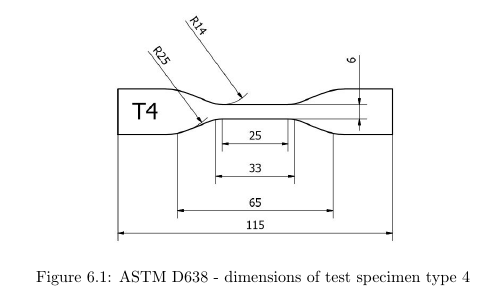 R14
R25
6
T4
25
33
65
115
Figure 6.1: ASTM D638 - dimensions of test specimen type 4